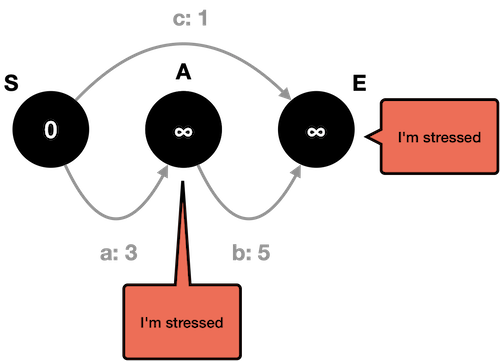 c: 1
S
A
E
0
∞
∞
I'm stressed
a: 3
b: 5
I'm stressed